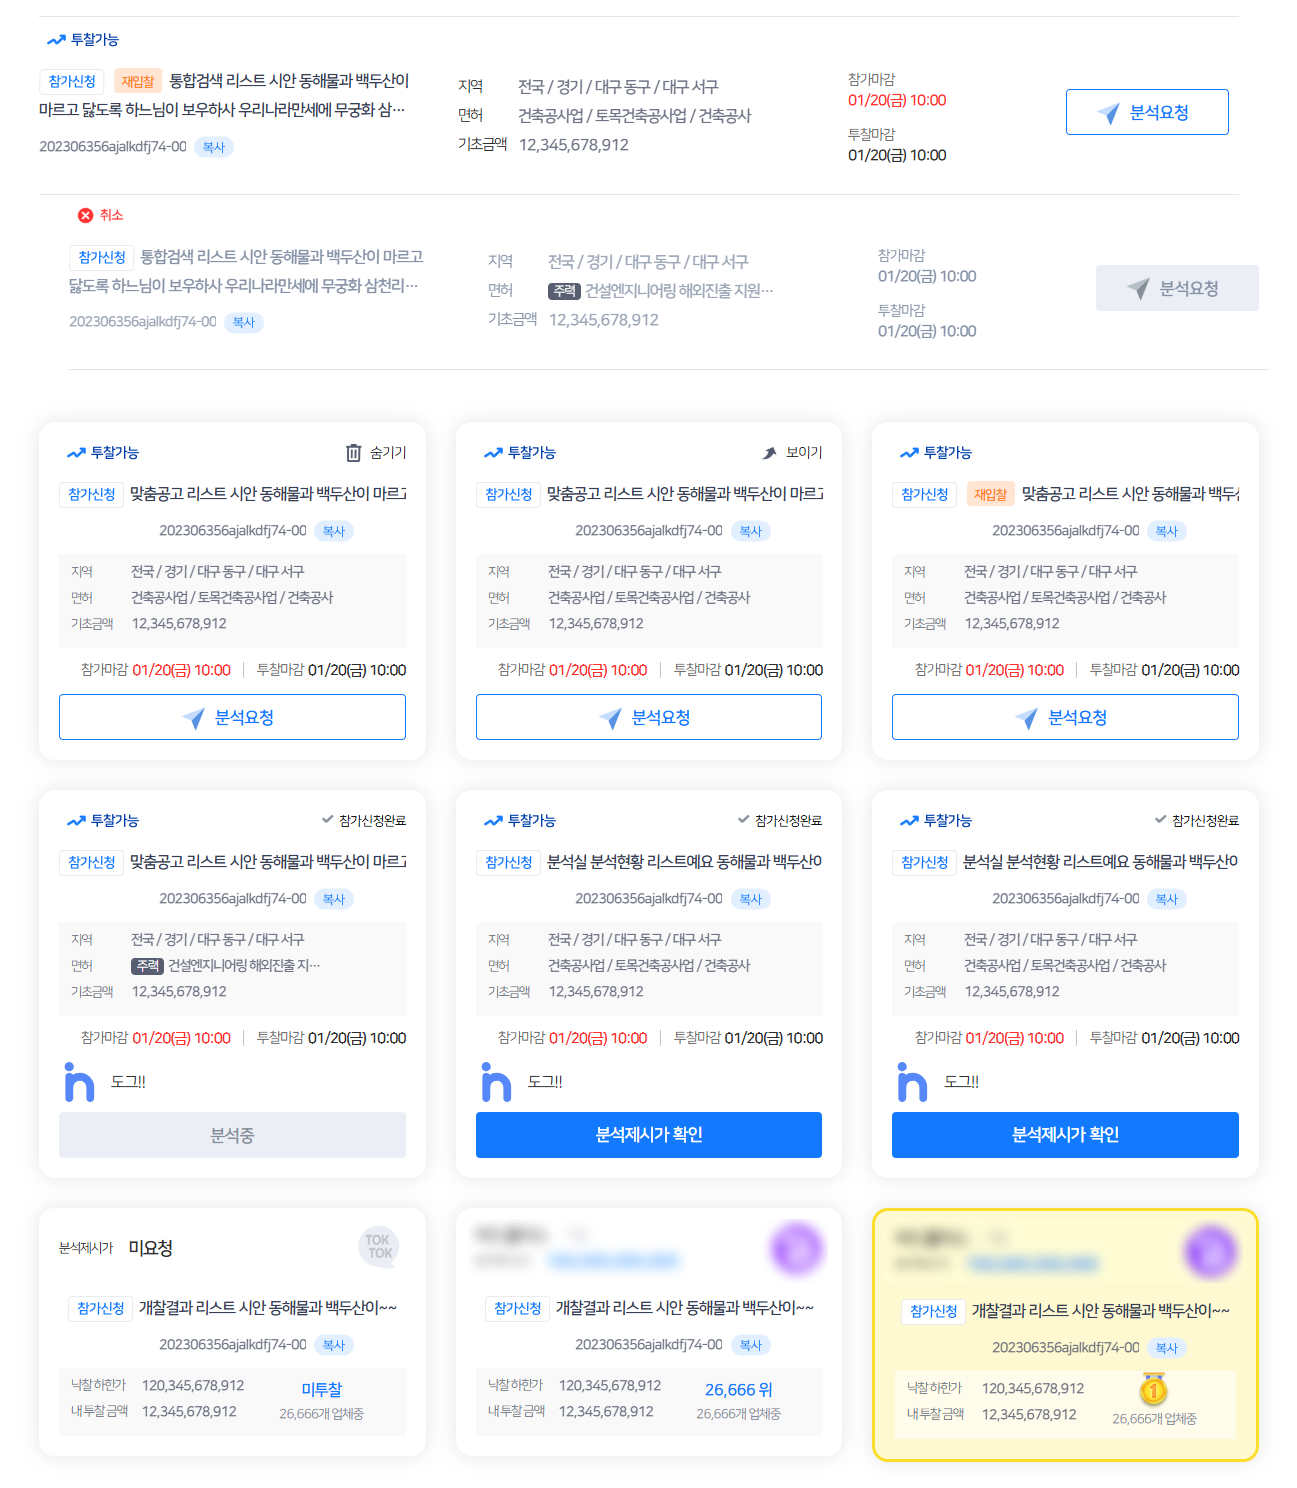 투찰가능
참가신청 재입찰 통합검색 리스트 시안 동해물과 백두산이
마르고 닳도록 하느님이 보우하사 우리나라만세에 무궁화 삼…
202306356ajalkdfj74-00 복사
지역 전국 / 경기 / 대구 동구 / 대구 서구
면허 건축공사업 / 토목건축공사업 / 건축공사
기초금액 12,345,678,912
참가마감
01/20(금) 10:00
투찰마감
01/20(금) 10:00
분석요청
취소
참가신청 통합검색 리스트 시안 동해물과 백두산이 마르고
닳도록 하느님이 보우하사 우리나라만세에 무궁화 삼천리…
202306356ajalkdfj74-00 복사
지역 전국 / 경기 / 대구 동구 / 대구 서구
면허 주력 건설엔지니어링 해외진출 지원…
기초금액 12,345,678,912
참가마감
01/20(금) 10:00
투찰마감
01/20(금) 10:00
분석요청
투찰가능 숨기기
참가신청 맞춤공고 리스트 시안 동해물과 백두산이 마르고
202306356ajalkdfj74-00 복사
지역 전국 / 경기 / 대구 동구 / 대구 서구
면허 건축공사업 / 토목건축공사업 / 건축공사
기초금액 12,345,678,912
참가마감 01/20(금) 10:00 투찰마감 01/20(금) 10:00
분석요청
투찰가능 보이기
참가신청 맞춤공고 리스트 시안 동해물과 백두산이 마르고
202306356ajalkdfj74-00 복사
지역 전국 / 경기 / 대구 동구 / 대구 서구
면허 건축공사업 / 토목건축공사업 / 건축공사
기초금액 12,345,678,912
참가마감 01/20(금) 10:00 투찰마감 01/20(금) 10:00
분석요청
투찰가능
참가신청 재입찰 맞춤공고 리스트 시안 동해물과 백두산
202306356ajalkdfj74-00 복사
지역 전국 / 경기 / 대구 동구 / 대구 서구
면허 건축공사업 / 토목건축공사업 / 건축공사
기초금액 12,345,678,912
참가마감 01/20(금) 10:00 투찰마감 01/20(금) 10:00
분석요청
투찰가능 참가신청완료
참가신청 맞춤공고 리스트 시안 동해물과 백두산이 마르고
202306356ajalkdfj74-00 복사
지역 전국 / 경기 / 대구 동구 / 대구 서구
면허 주력 건설엔지니어링 해외진출 지…
기초금액 12,345,678,912
참가마감 01/20(금) 10:00 투찰마감 01/20(금) 10:00
도그!!
분석중
투찰가능 참가신청완료
참가신청 분석실 분석현황 리스트예요 동해물과 백두산이
202306356ajalkdfj74-00 복사
지역 전국 / 경기 / 대구 동구 / 대구 서구
면허 건축공사업 / 토목건축공사업 / 건축공사
기초금액 12,345,678,912
참가마감 01/20(금) 10:00 투찰마감 01/20(금) 10:00
도그!!
분석제시가 확인
투찰가능 참가신청완료
참가신청 분석실 분석현황 리스트예요 동해물과 백두산이
202306356ajalkdfj74-00 복사
지역 전국 / 경기 / 대구 동구 / 대구 서구
면허 건축공사업 / 토목건축공사업 / 건축공사
기초금액 12,345,678,912
참가마감 01/20(금) 10:00 투찰마감 01/20(금) 10:00
도그!!
분석제시가 확인
분석제시가 미요청
TOK
TOK
참가신청 개찰결과 리스트 시안 동해물과 백두산이~~
202306356ajalkdfj74-00 복사
낙찰하한가 120,345,678,912 미투찰
내 투찰금액 12,345,678,912 26,666개 업체중
참가신청 개찰결과 리스트 시안 동해물과 백두산이~~
202306356ajalkdfj74-00 복사
낙찰하한가 120,345,678,912 26,666 위
내 투찰금액 12,345,678,912 26,666개 업체중
참가신청 개찰결과 리스트 시안 동해물과 백두산이~~
202306356ajalkdfj74-00 복사
낙찰하한가 120,345,678,912 1
내 투찰금액 12,345,678,912 26,666개 업체중